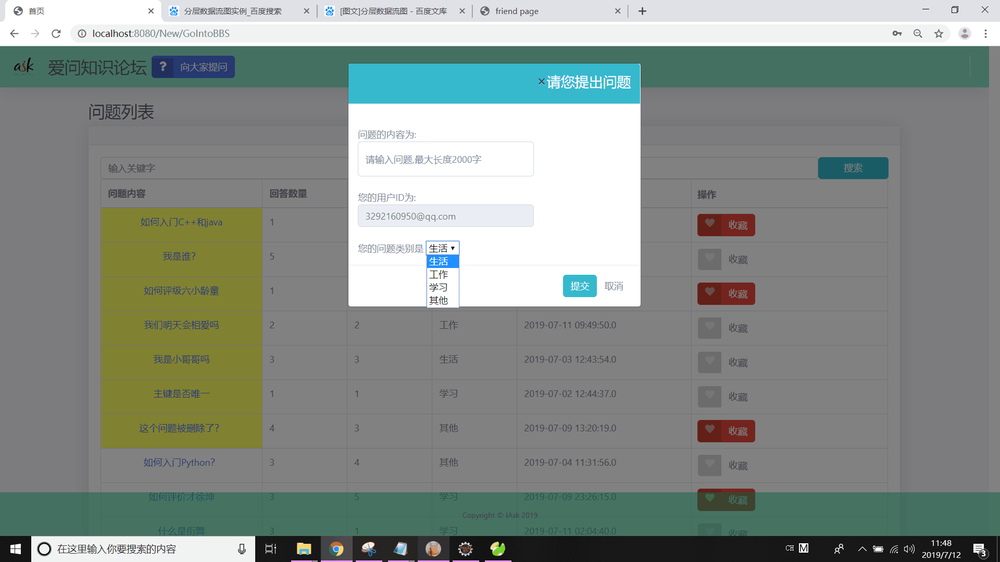 首页
分层数据流图实例_百度搜索
[图文]分层数据流图 - 百度文库
friend page
localhost:8080/New/GoIntoBBS
ask
爱问知识论坛
? 向大家提问
×请您提出问题
问题列表
问题的内容为:
请输入问题,最大长度2000字
输入关键字
搜索
问题内容 回答数量 操作
您的用户ID为:
3292160950@qq.com
如何入门C++和java 1 收藏
您的问题类别是 生活
生活
工作
学习
其他
提交 取消
我是谁? 5 收藏
如何评级六小龄童 1 收藏
我们明天会相爱吗 2 2 工作 2019-07-11 09:49:50.0 收藏
我是小哥哥吗 3 3 生活 2019-07-03 12:43:54.0 收藏
主键是否唯一 1 1 学习 2019-07-02 12:44:37.0 收藏
这个问题被删除了? 4 3 其他 2019-07-09 13:20:19.0 收藏
如何入门Python? 3 4 其他 2019-07-04 11:31:56.0 收藏
如何评价才徐坤 3 5 学习 2019-07-09 23:26:15.0 收藏
Copyright © IAsk 2019
什么是街舞 3 1 学习 2019-07-11 02:04:40.0 收藏
在这里输入你要搜索的内容
CH M
11:48
2019/7/12
3